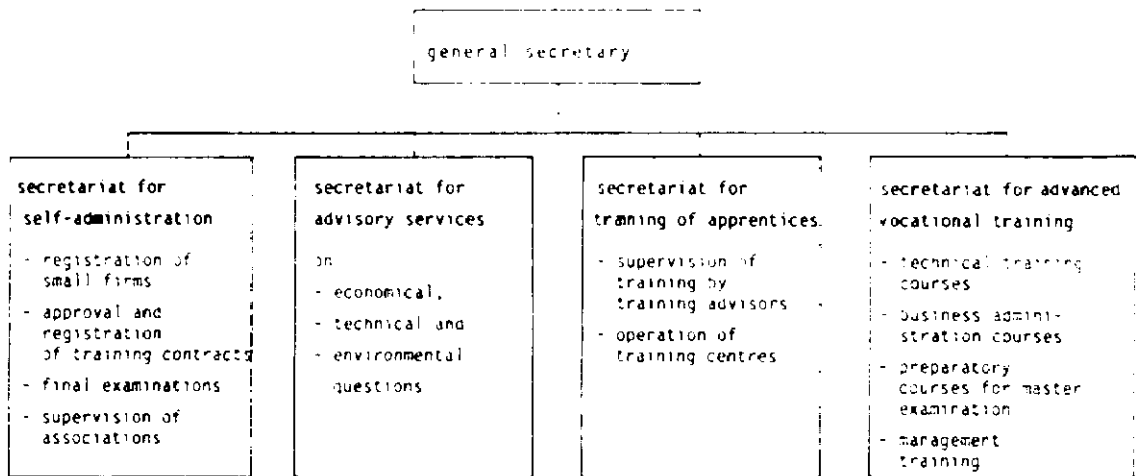 general secretary
secretariat for
self-administration
- registration of
small firms
- approval and
registration
of training contracts
- final examinations
- supervision of
associations
secretariat for
advisory services
on
- economical,
- technical and
- environmental
questions
secretariat for
training of apprentices
- supervision of
training by
training advisors
- operation of
training centres
secretariat for advanced
vocational training
- technical training
courses
- business admini-
stration courses
- preparatory
courses for master
examination
- management
training